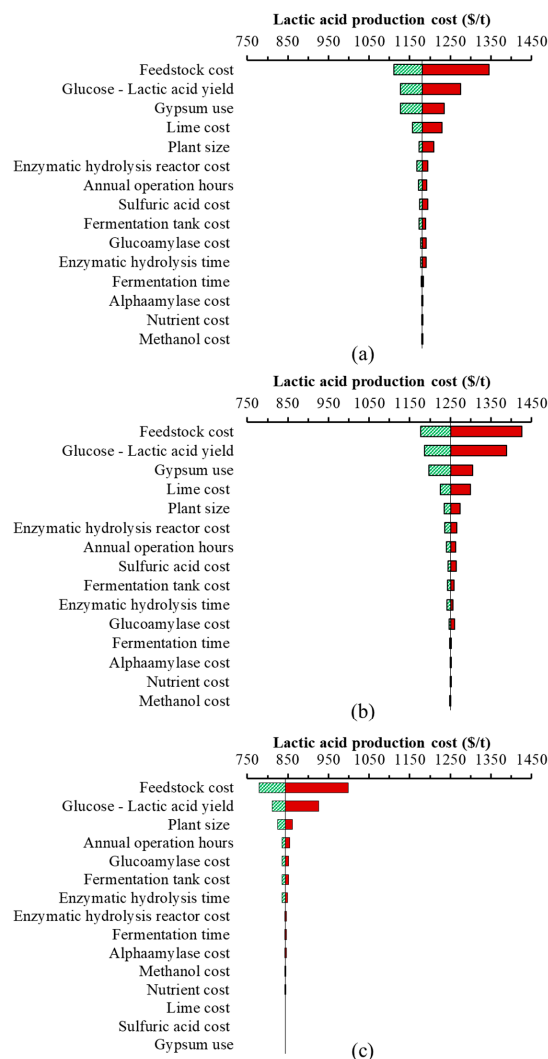 Lactic acid production cost ($/t)
750 850 950 1050 1150 1250 1350 1450
Feedstock cost
Glucose - Lactic acid yield
Gypsum use
Lime cost
Plant size
Enzymatic hydrolysis reactor cost
Annual operation hours
Sulfuric acid cost
Fermentation tank cost
Glucoamylase cost
Enzymatic hydrolysis time
Fermentation time
Alphaamylase cost
Nutrient cost
Methanol cost
(a)
Lactic acid production cost ($/t)
750 850 950 1050 1150 1250 1350 1450
Feedstock cost
Glucose - Lactic acid yield
Gypsum use
Lime cost
Plant size
Enzymatic hydrolysis reactor cost
Annual operation hours
Sulfuric acid cost
Fermentation tank cost
Enzymatic hydrolysis time
Glucoamylase cost
Fermentation time
Alphaamylase cost
Nutrient cost
Methanol cost
(b)
Lactic acid production cost ($/t)
750 850 950 1050 1150 1250 1350 1450
Feedstock cost
Glucose - Lactic acid yield
Plant size
Annual operation hours
Glucoamylase cost
Fermentation tank cost
Enzymatic hydrolysis time
Enzymatic hydrolysis reactor cost
Fermentation time
Alphaamylase cost
Methanol cost
Nutrient cost
Lime cost
Sulfuric acid cost
Gypsum use
(c)